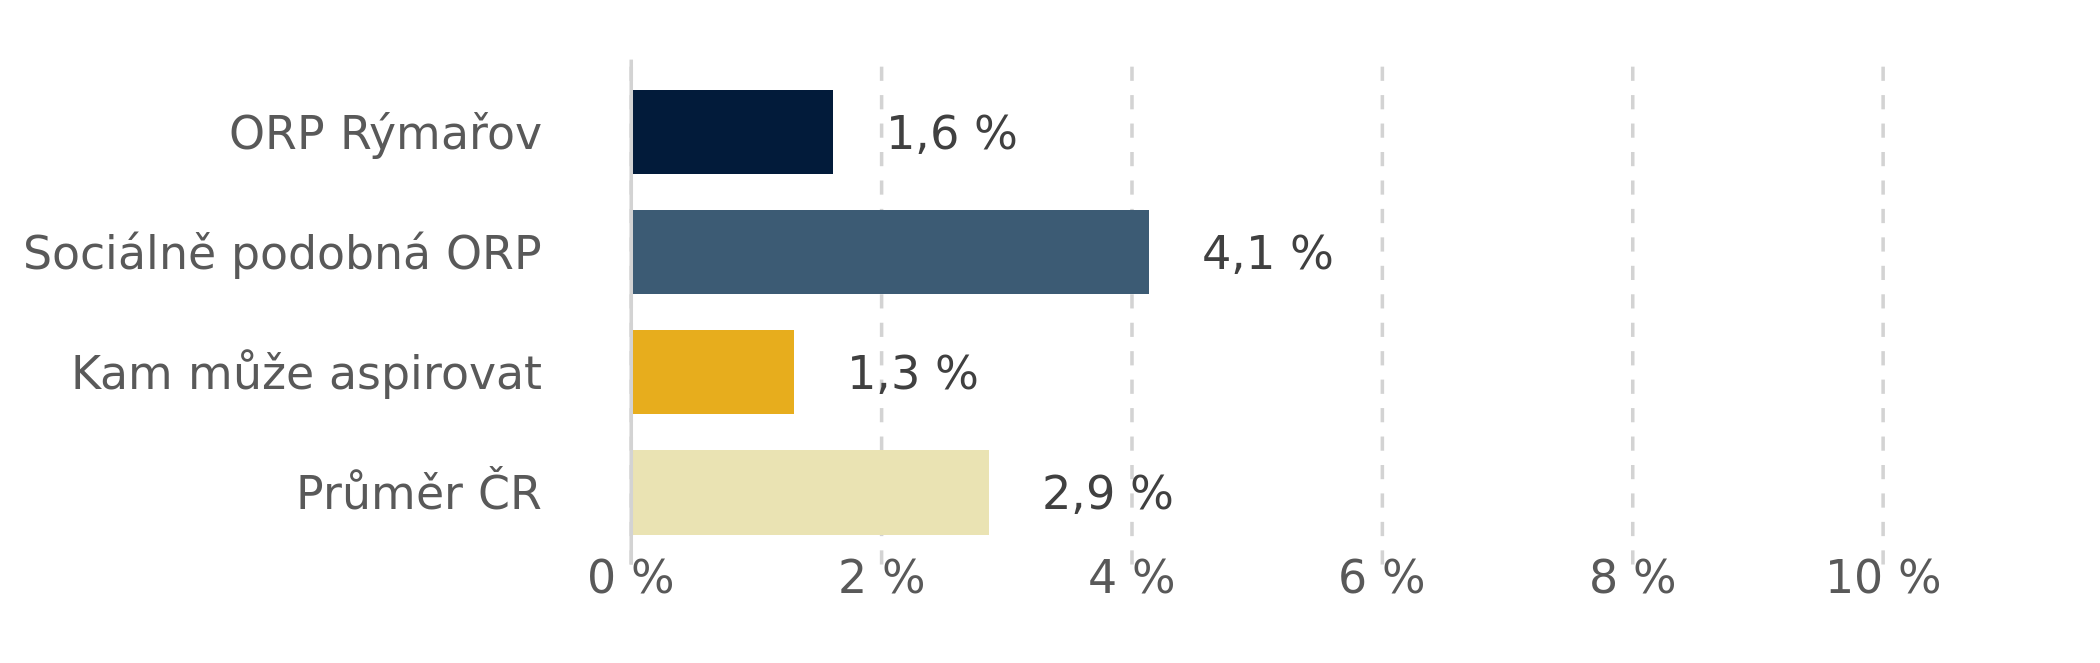 ORP Rýmařov
1,6 %
Sociálně podobná ORP
4,1 %
Kam může aspirovat
1,3 %
Průměr ČR
2,9 %
0 % 2 % 4 % 6 % 8 % 10 %